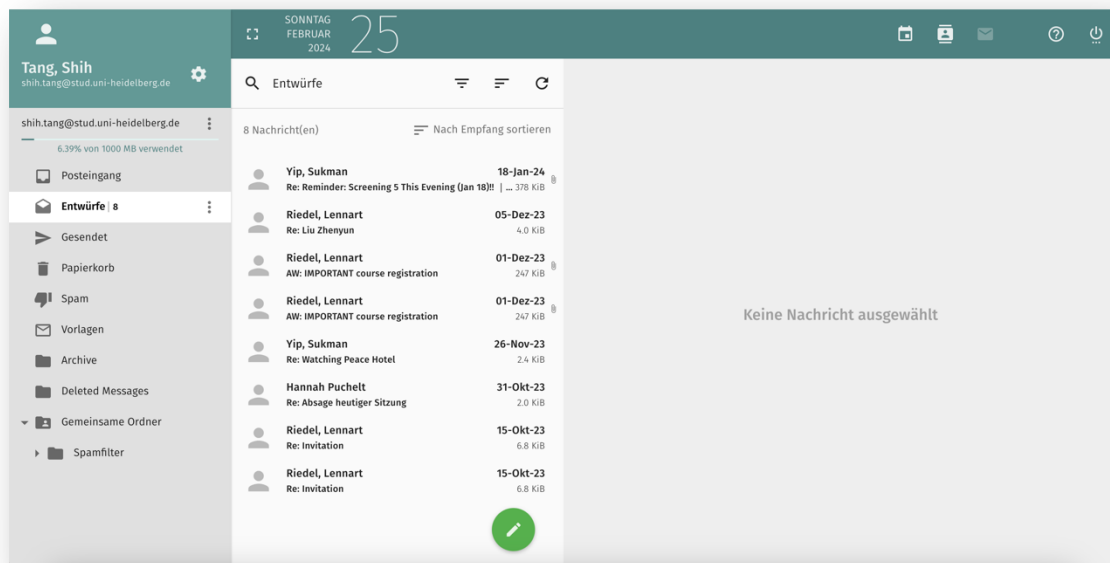 SONNTAG
FEBRUAR
2024
25
Tang, Shih
shih.tang@stud.uni-heidelberg.de
shih.tang@stud.uni-heidelberg.de
6.39% von 1000 MB verwendet
Posteingang
Entwürfe | 8
Gesendet
Papierkorb
Spam
Vorlagen
Archive
Deleted Messages
Gemeinsame Ordner
Spamfilter
Entwürfe
8 Nachricht(en) Nach Empfang sortieren
Yip, Sukman 18-Jan-24
Re: Reminder: Screening 5 This Evening (Jan 18)!! | ... 378 KiB
Riedel, Lennart 05-Dez-23
Re: Liu Zhenyun 4.0 KiB
Riedel, Lennart 01-Dez-23
AW: IMPORTANT course registration 247 KiB
Riedel, Lennart 01-Dez-23
AW: IMPORTANT course registration 247 KiB
Yip, Sukman 26-Nov-23
Re: Watching Peace Hotel 2.4 KiB
Hannah Puchelt 31-Okt-23
Re: Absage heutiger Sitzung 2.0 KiB
Riedel, Lennart 15-Okt-23
Re: Invitation 6.8 KiB
Riedel, Lennart 15-Okt-23
Re: Invitation 6.8 KiB
Keine Nachricht ausgewählt